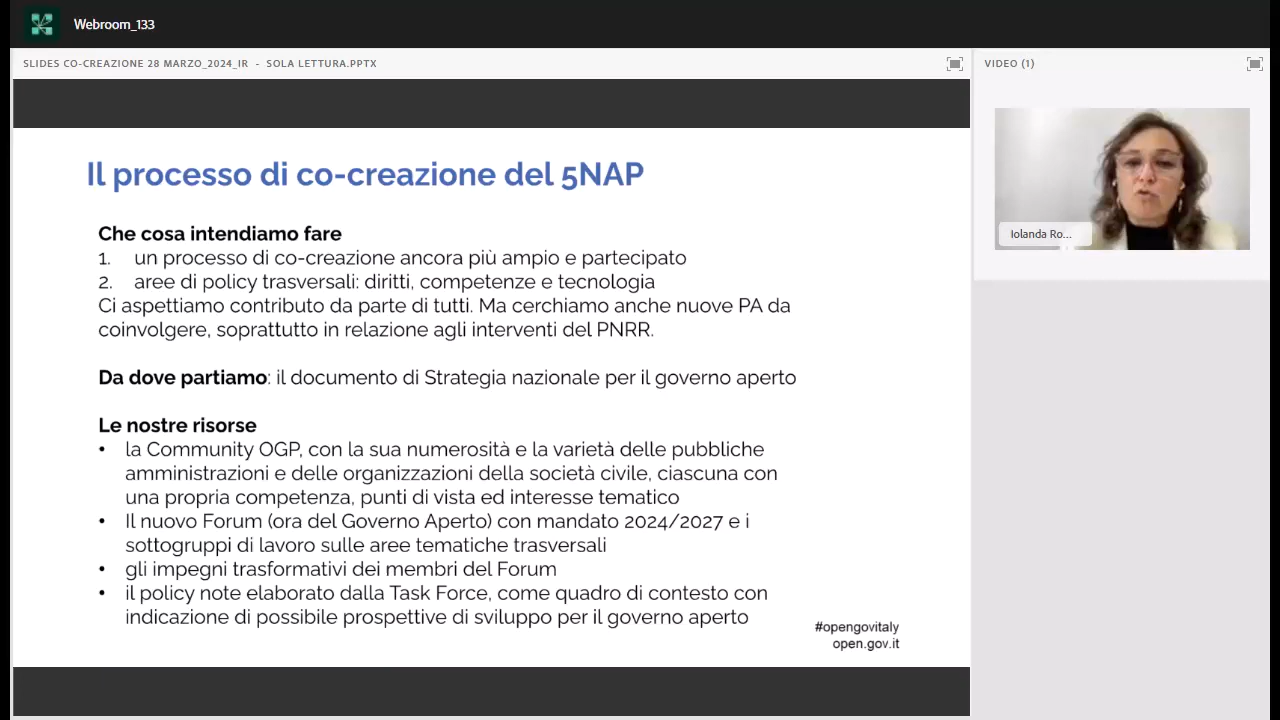 Webroom_133
SLIDES CO-CREAZIONE 28 MARZO_2024_IR - SOLA LETTURA.PPTX
VIDEO (1)
Il processo di co-creazione del 5NAP
Che cosa intendiamo fare
1. un processo di co-creazione ancora più ampio e partecipato
2. aree di policy trasversali: diritti, competenze e tecnologia
Ci aspettiamo contributo da parte di tutti. Ma cerchiamo anche nuove PA da
coinvolgere, soprattutto in relazione agli interventi del PNRR.
Da dove partiamo: il documento di Strategia nazionale per il governo aperto
Le nostre risorse
• la Community OGP, con la sua numerosità e la varietà delle pubbliche
amministrazioni e delle organizzazioni della società civile, ciascuna con
una propria competenza, punti di vista ed interesse tematico
• Il nuovo Forum (ora del Governo Aperto) con mandato 2024/2027 e i
sottogruppi di lavoro sulle aree tematiche trasversali
• gli impegni trasformativi dei membri del Forum
• il policy note elaborato dalla Task Force, come quadro di contesto con
indicazione di possibile prospettive di sviluppo per il governo aperto
#opengovitaly
open.gov.it
Iolanda Ro...